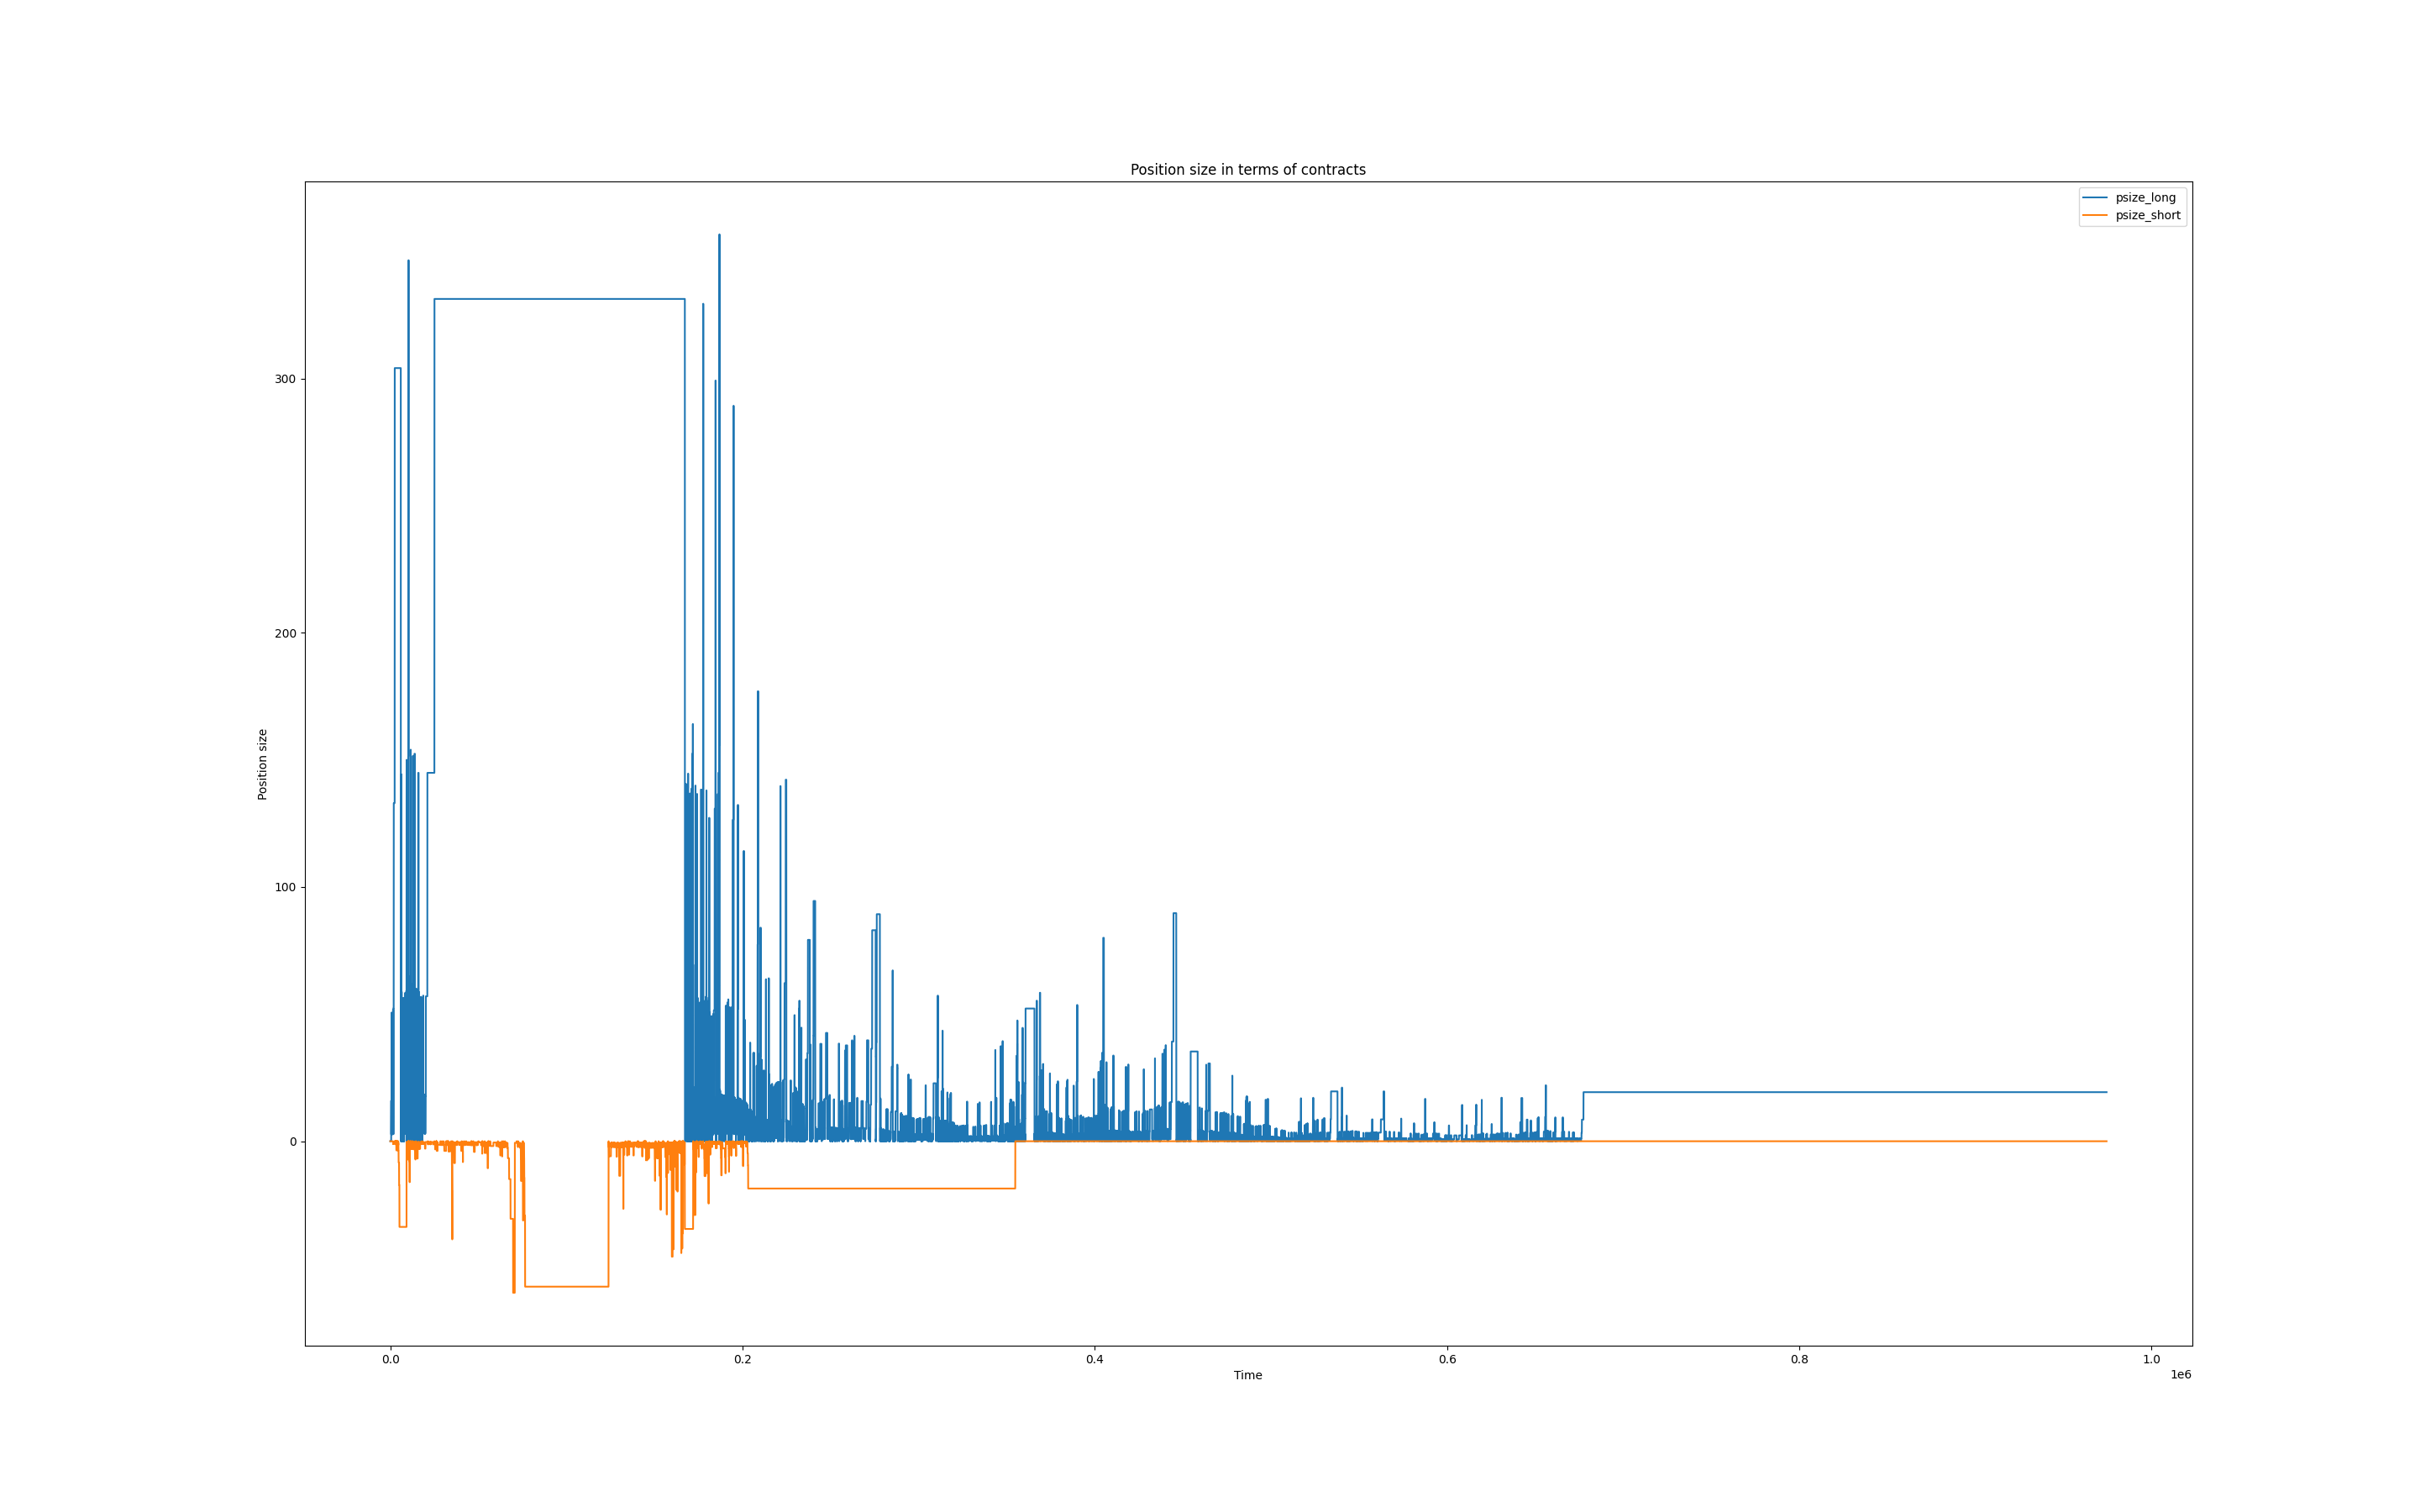 Position size in terms of contracts
psize_long
psize_short
Position size
300
200
100
0
0.0 0.2 0.4 0.6 0.8 1.0
1e6
Time